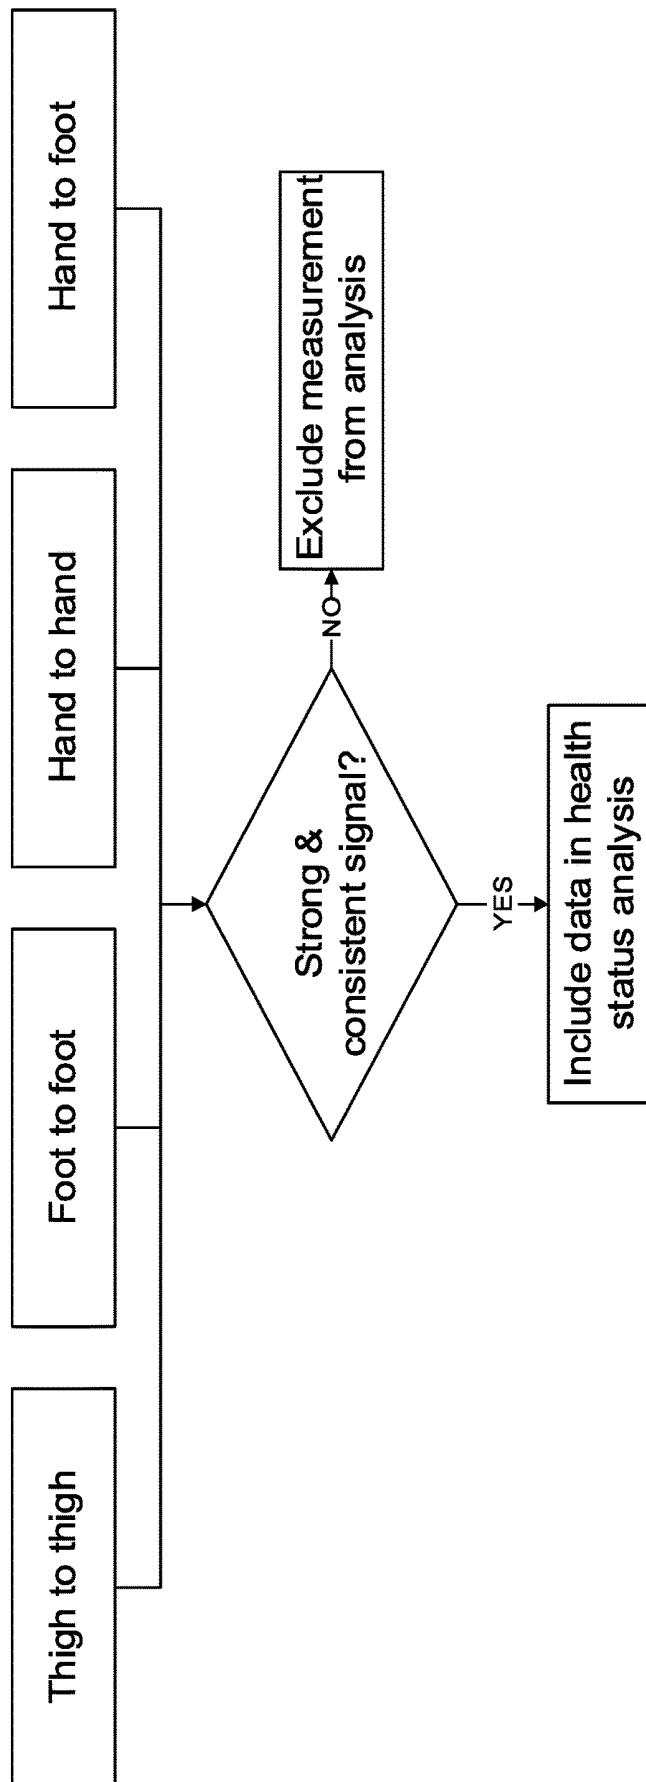 Thigh to thigh
Foot to foot
Hand to hand
Hand to foot
Strong &
consistent signal?
NO
Exclude measurement
from analysis
YES
Include data in health
status analysis